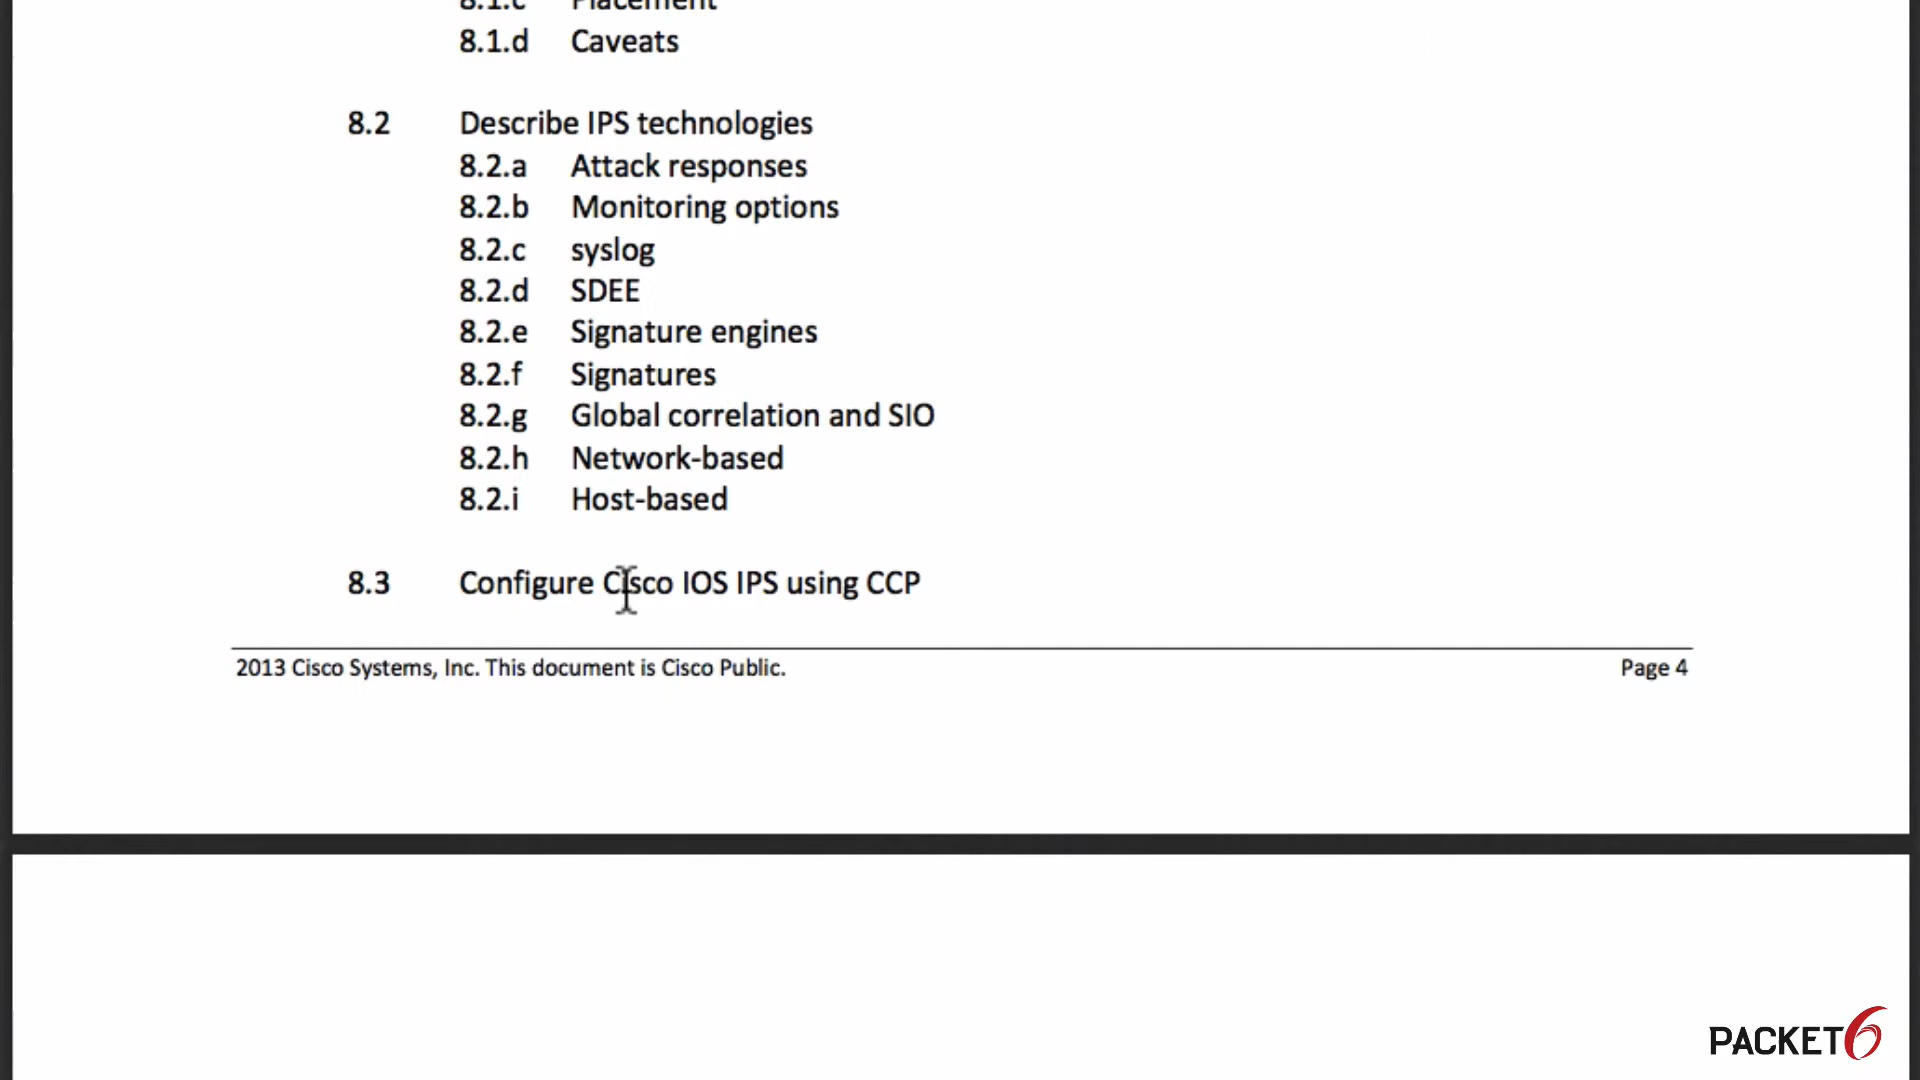 8.1.c Placement
8.1.d Caveats
8.2 Describe IPS technologies
8.2.a Attack responses
8.2.b Monitoring options
8.2.c syslog
8.2.d SDEE
8.2.e Signature engines
8.2.f Signatures
8.2.g Global correlation and SIO
8.2.h Network-based
8.2.i Host-based
8.3 Configure Cisco IOS IPS using CCP
2013 Cisco Systems, Inc. This document is Cisco Public. Page 4
PACKET6